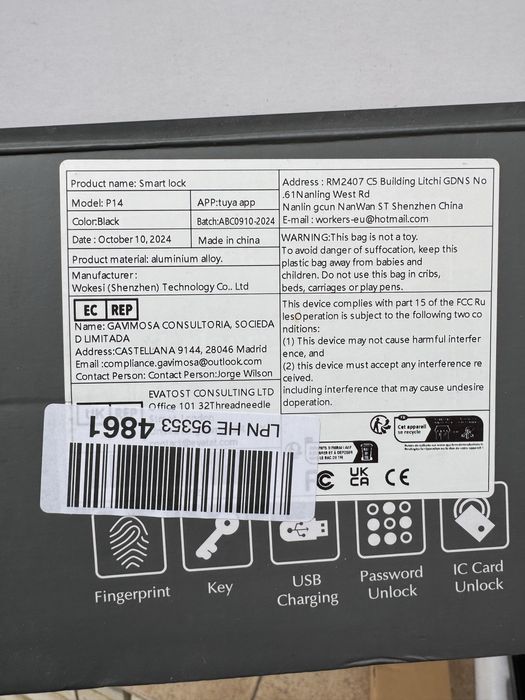 Product name: Smart lock
Model: P14
APP:tuya app
Color:Black
Batch:ABC0910-2024
Date : October 10, 2024
Made in china
Product material: aluminium alloy.
Manufacturer :
Wokesi (Shenzhen) Technology Co.. Ltd
EC REP
Name: GAVIMOSA CONSULTORIA, SOCIEDA
D LIMITADA
Address:CASTELLANA 9144, 28046 Madrid
Email :compliance.gavimosa@outlook.com
Contact Person: Contact Person:Jorge Wilson
UK REP
EVATOST CONSULTING LTD
Office 101 32Threadneedle
contact@evatost.com
Address : RM2407 C5 Building Litchi GDNS No
.61Nanling West Rd
Nanlin gcun NanWan ST Shenzhen China
E-mail : workers-eu@hotmail.com
WARNING:This bag is not a toy.
To avoid danger of suffocation, keep this
plastic bag away from babies and
children. Do not use this bag in cribs,
beds, carriages or play pens.
This device complies with part 15 of the FCC Ru
lesOperation is subject to the following two co
nditions:
(1) This device may not cause harmful interfer
ence, and
(2) this device must accept any interference re
ceived.
including interference that may cause undesire
doperation.
Cet appareil
se recycle
UK
CA
CE
LPN HE 95353
4861
Fingerprint
Key
USB
Charging
Password
Unlock
IC Card
Unlock